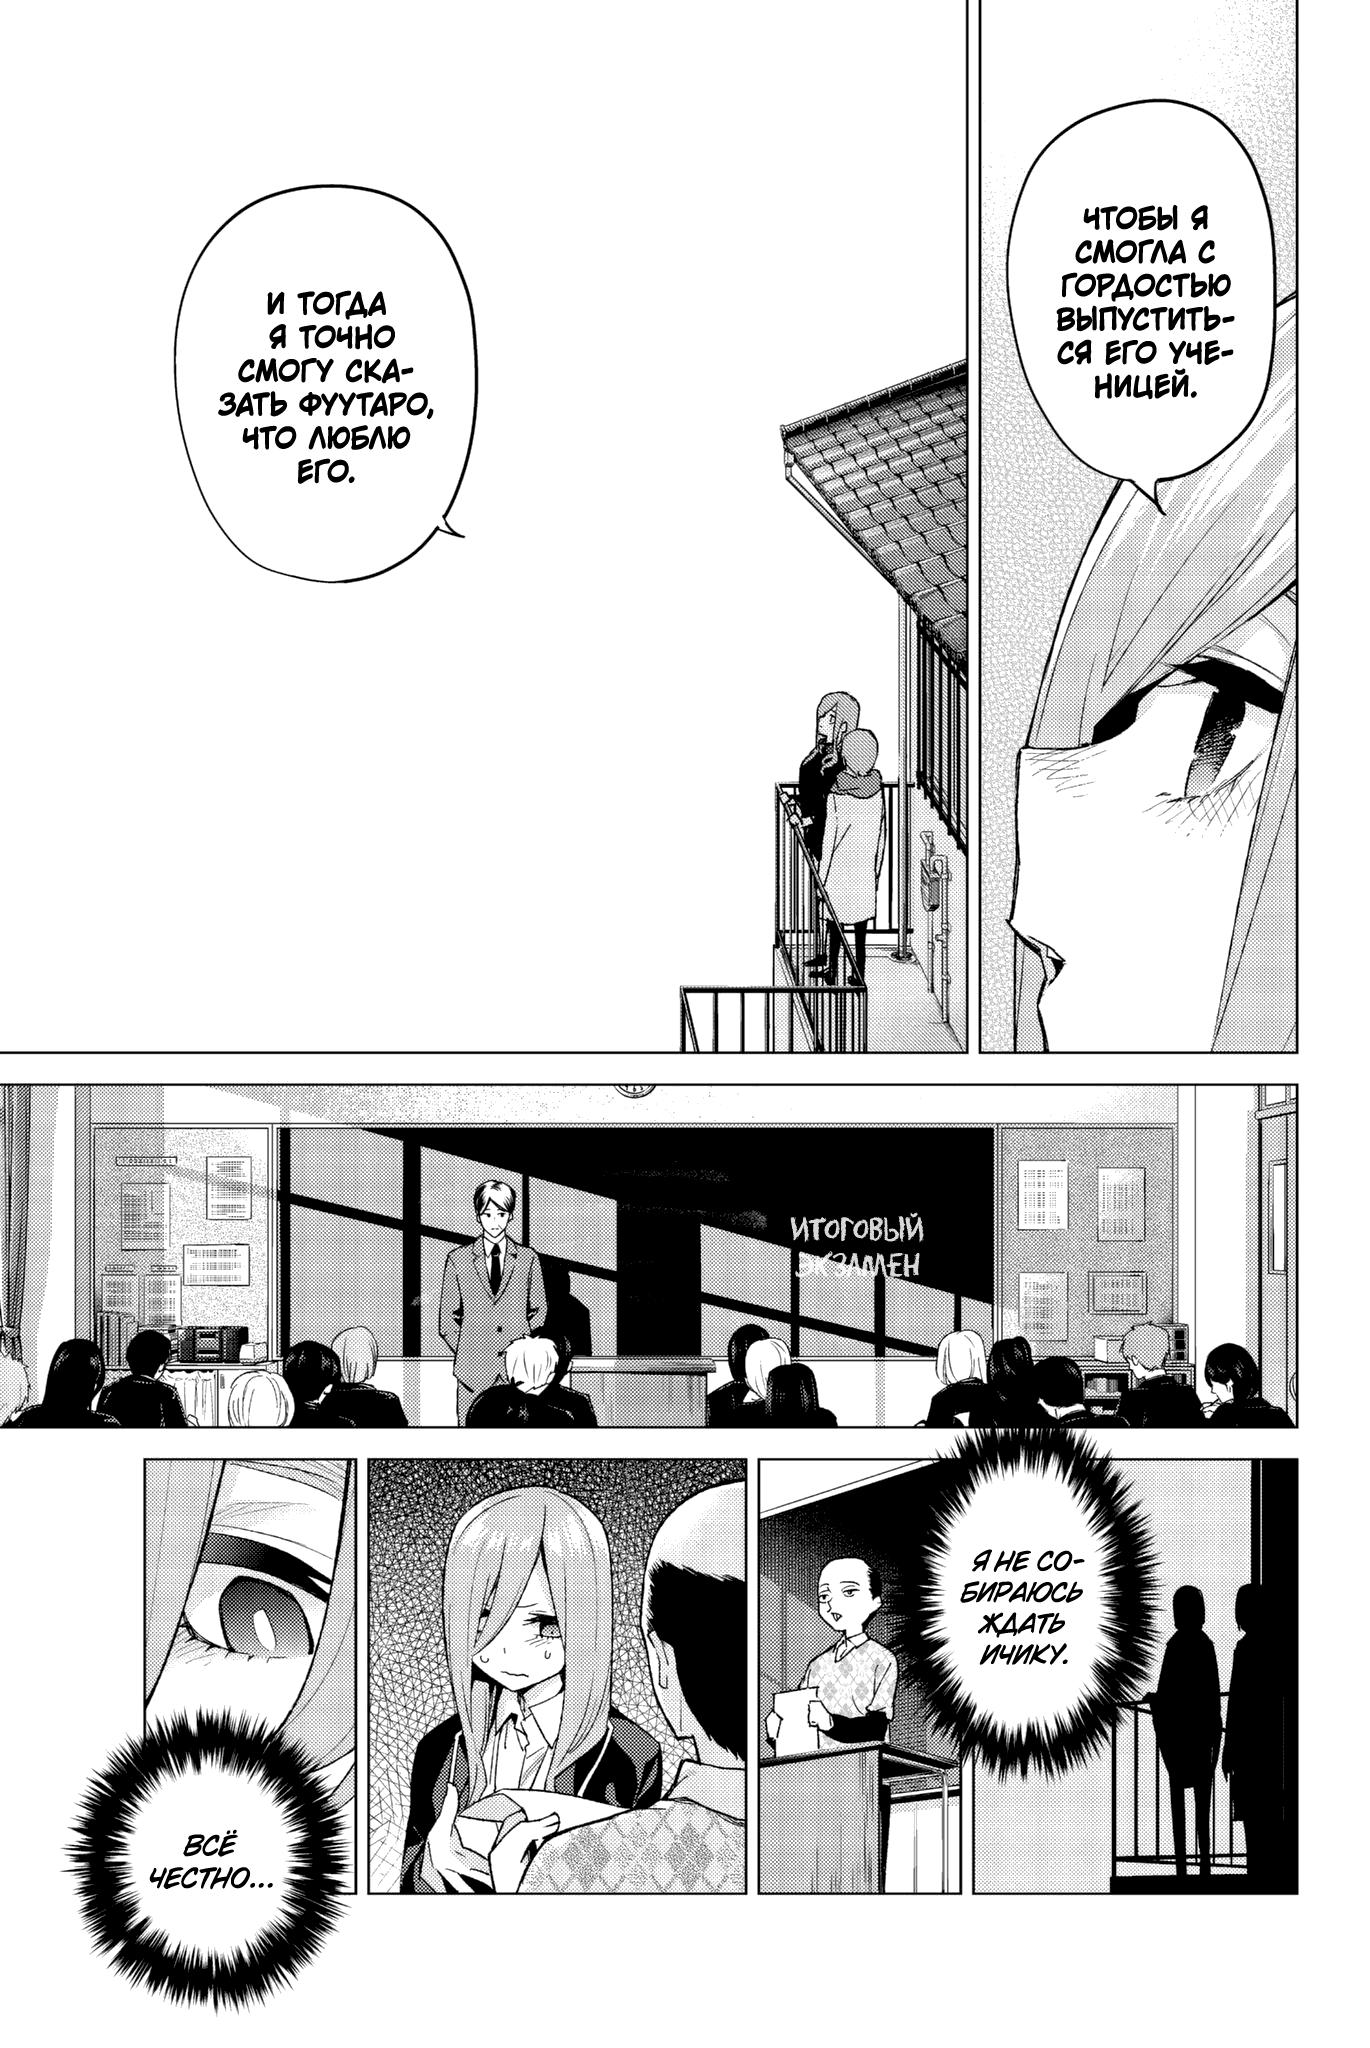 ЧТОБЫ Я
СМОГЛА С
ГОРДОСТЬЮ
ВЫПУСТИТЬ-
СЯ ЕГО УЧЕ-
НИЦЕЙ.
И ТОГДА
Я ТОЧНО
СМОГУ СКА-
ЗАТЬ ФУУТАРО,
ЧТО ЛЮБЛЮ
ЕГО.
ИТОГОВЫЙ
ЭКЗАМЕН
Я НЕ СО-
БИРАЮСЬ
ЖДАТЬ
ИЧИКУ.
ВСЁ
ЧЕСТНО...